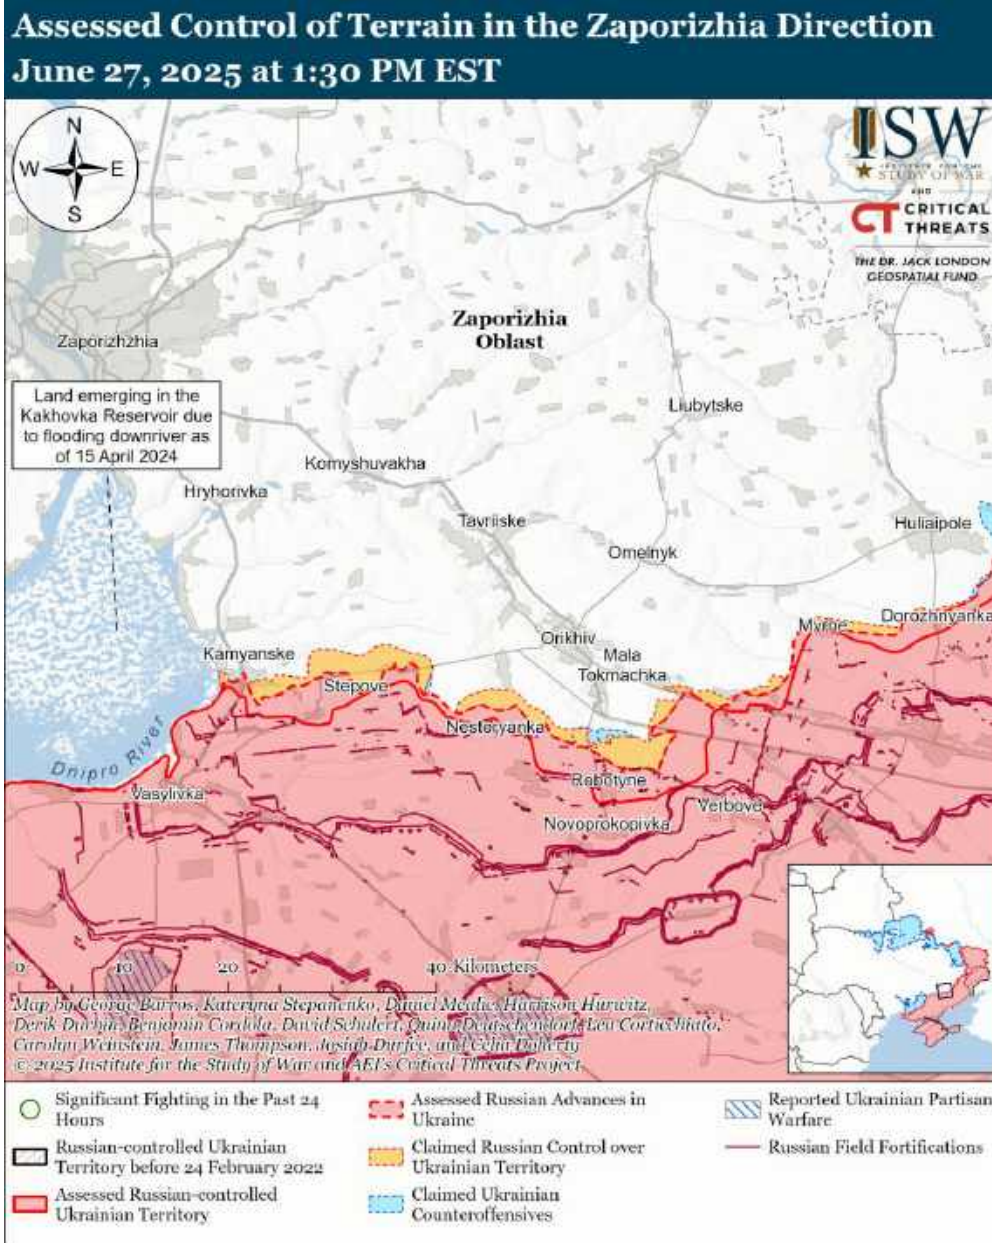 Assessed Control of Terrain in the Zaporizhia Direction
June 27, 2025 at 1:30 PM EST
N
W
E
S
ISW
INSTITUTE FOR THE
STUDY OF WAR
AND
CT CRITICAL
THREATS
THE DR. JACK LONDON
GEOSPATIAL FUND
Zaporizhia
Oblast
Zaporizhzhia
Land emerging in the
Kakhovka Reservoir due
to flooding downriver as
of 15 April 2024
Liubytske
Komyshuvakha
Hryhorivka
Tavriiske
Huliaipole
Omelnyk
Dorozhnyanka
Myrne
Orikhiv
Kamyanske
Mala
Tokmachka
Stepove
Nesteryanka
Dnipro River
Robotyne
Vasylivka
Verbove
Novoprokopivka
0 10 20 40 Kilometers
Map by George Barros, Kateryna Stepanenko, Daniel Mealie, Harrison Hurwitz,
Derik Durbin, Benjamin Cordola, David Schulert, Quinn Deutschendorf, Lea Corticchiato,
Carolyn Weinstein, James Thompson, Josiah Durfee, and Celia Doherty
© 2025 Institute for the Study of War and AEI's Critical Threats Project
Significant Fighting in the Past 24
Hours
Russian-controlled Ukrainian
Territory before 24 February 2022
Assessed Russian-controlled
Ukrainian Territory
Assessed Russian Advances in
Ukraine
Claimed Russian Control over
Ukrainian Territory
Claimed Ukrainian
Counteroffensives
Reported Ukrainian Partisan
Warfare
Russian Field Fortifications